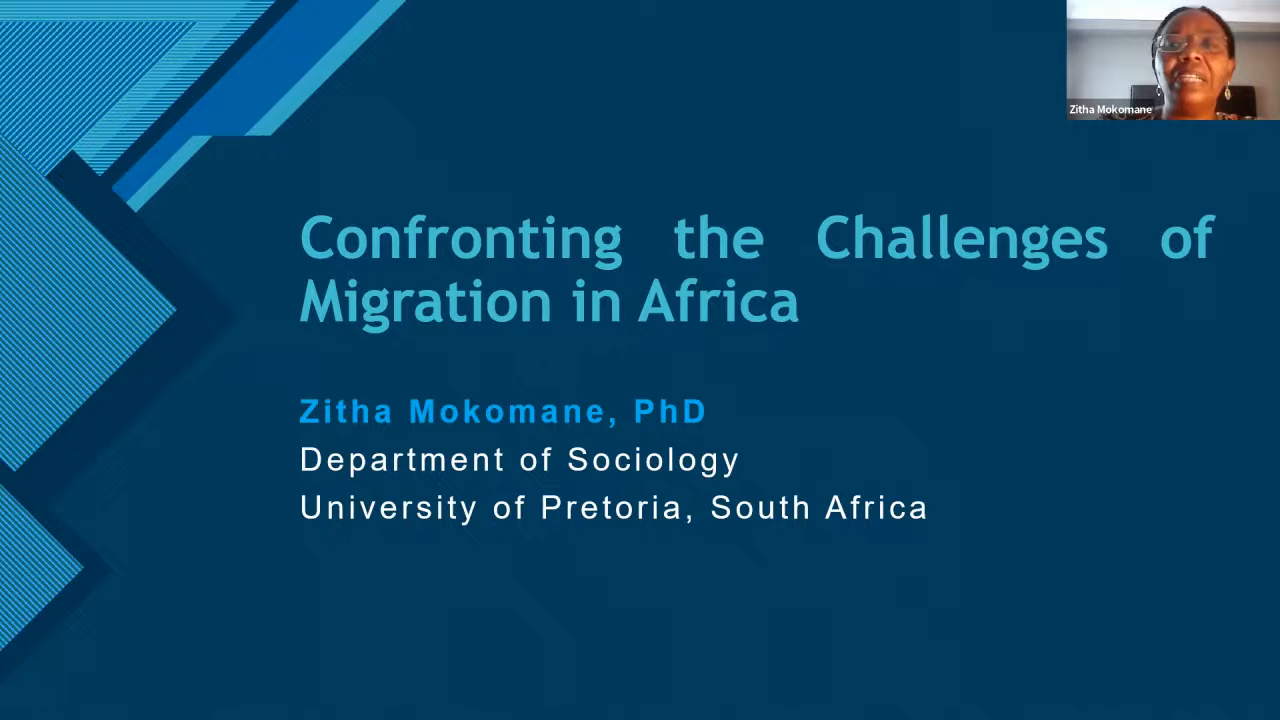 Zitha Mokomane
Confronting the Challenges of
Migration in Africa
Zitha Mokomane, PhD
Department of Sociology
University of Pretoria, South Africa